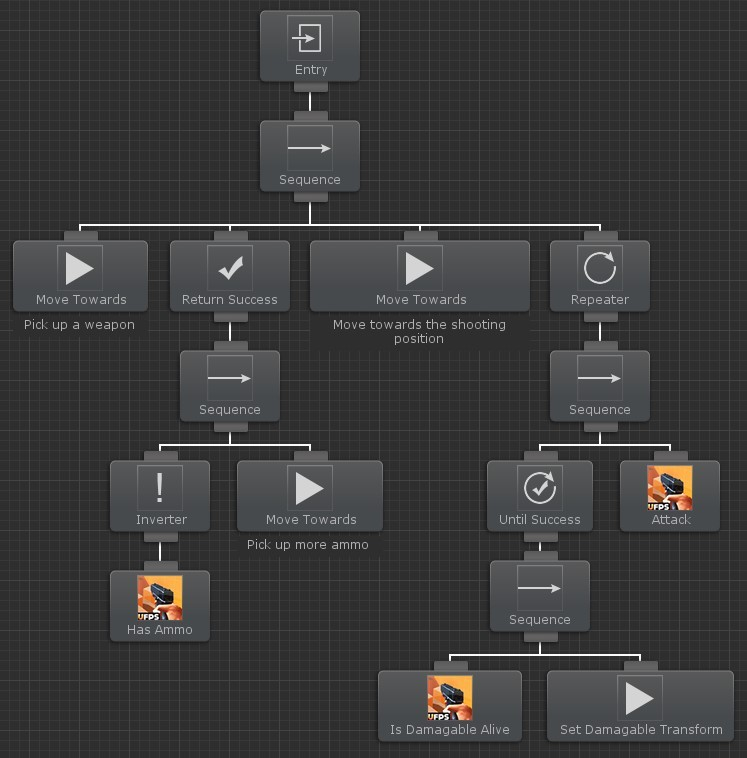 Entry
Sequence
Move Towards
Return Success
Move Towards
Repeater
Pick up a weapon
Move towards the shooting
position
Sequence
Sequence
Inverter
Move Towards
Until Success
UFPS
Attack
Pick up more ammo
UFPS
Has Ammo
Sequence
UFPS
Is Damagable Alive
Set Damagable Transform